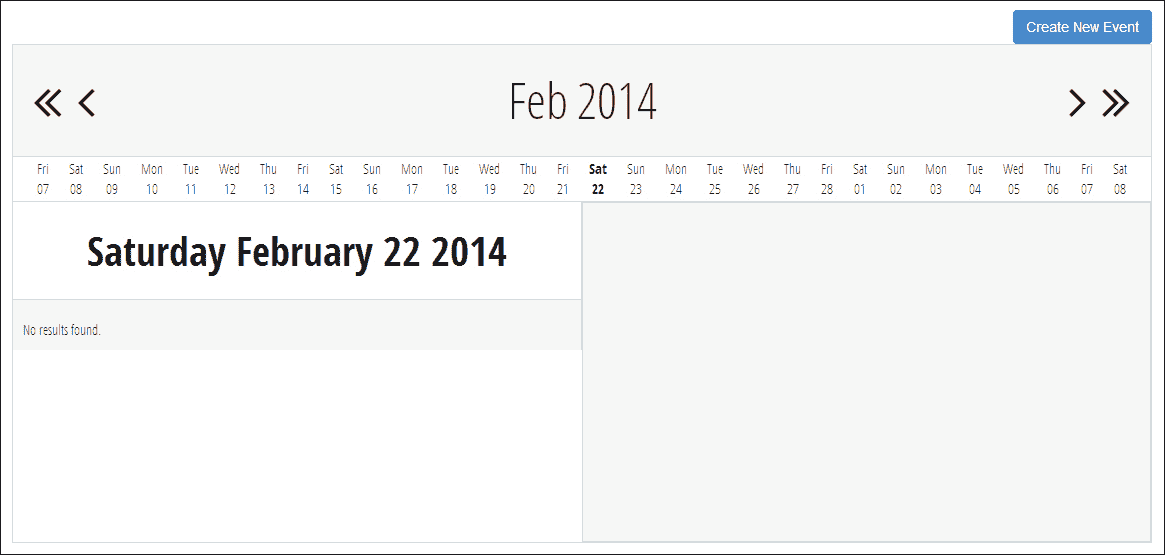 Create New Event
Feb 2014
Fri Sat Sun Mon Tue Wed Thu Fri Sat Sun Mon Tue Wed Thu Fri Sat Sun Mon Tue Wed Thu Fri Sat Sun Mon Tue Wed Thu Fri Sat
07 08 09 10 11 12 13 14 15 16 17 18 19 20 21 22 23 24 25 26 27 28 01 02 03 04 05 06 07 08
Saturday February 22 2014
No results found.